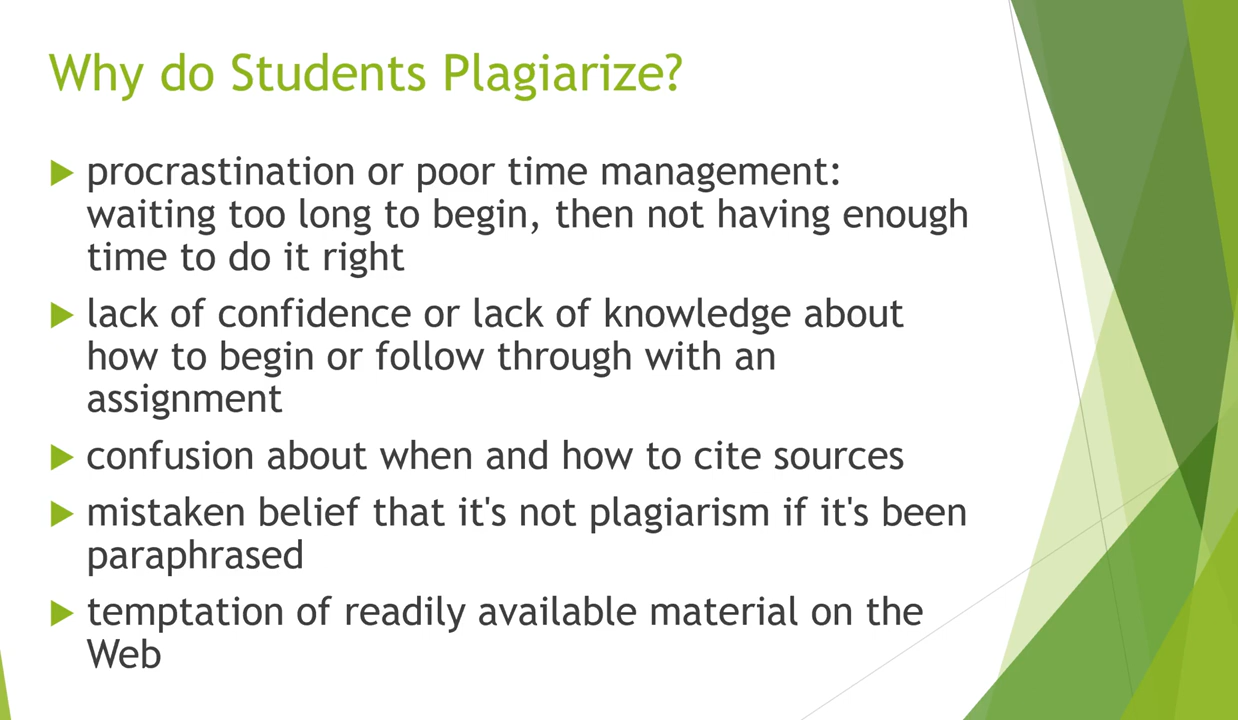 Why do Students Plagiarize?
procrastination or poor time management:
waiting too long to begin, then not having enough
time to do it right
lack of confidence or lack of knowledge about
how to begin or follow through with an
assignment
confusion about when and how to cite sources
mistaken belief that it's not plagiarism if it's been
paraphrased
temptation of readily available material on the
Web